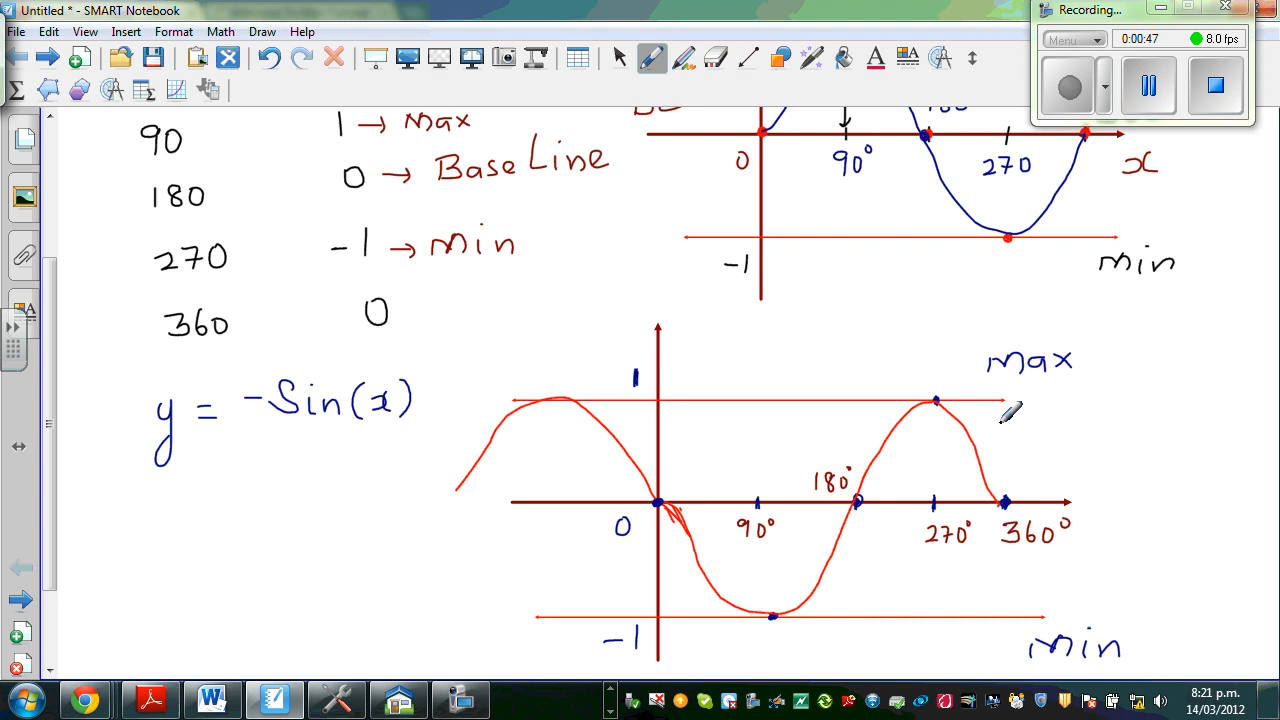 Untitled * - SMART Notebook
Recording...
File Edit View Insert Format Math Draw Help
Menu
0:00:47
8.0 fps
90
1 → max
0 → Base Line
180
-1 → min
270
0
360
0
90°
270
x
-1
min
y = -Sin(x)
1
max
180°
0
90°
270°
360°
-1
min
8:21 p.m.
14/03/2012